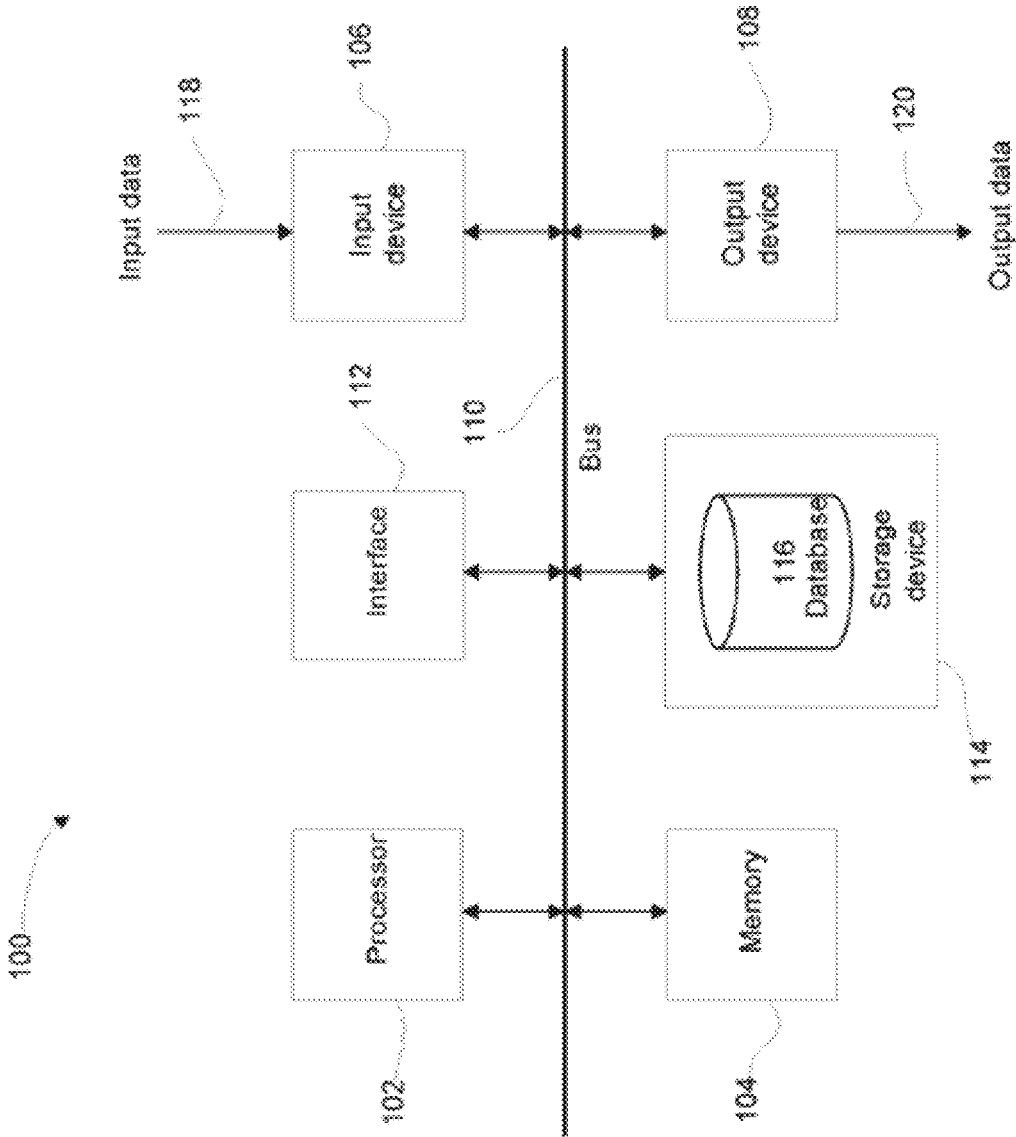 100
102
Processor
112
Interface
Input data
118
106
Input
device
110
Bus
104
Memory
114
116
Database
Storage
device
108
Output
device
120
Output data